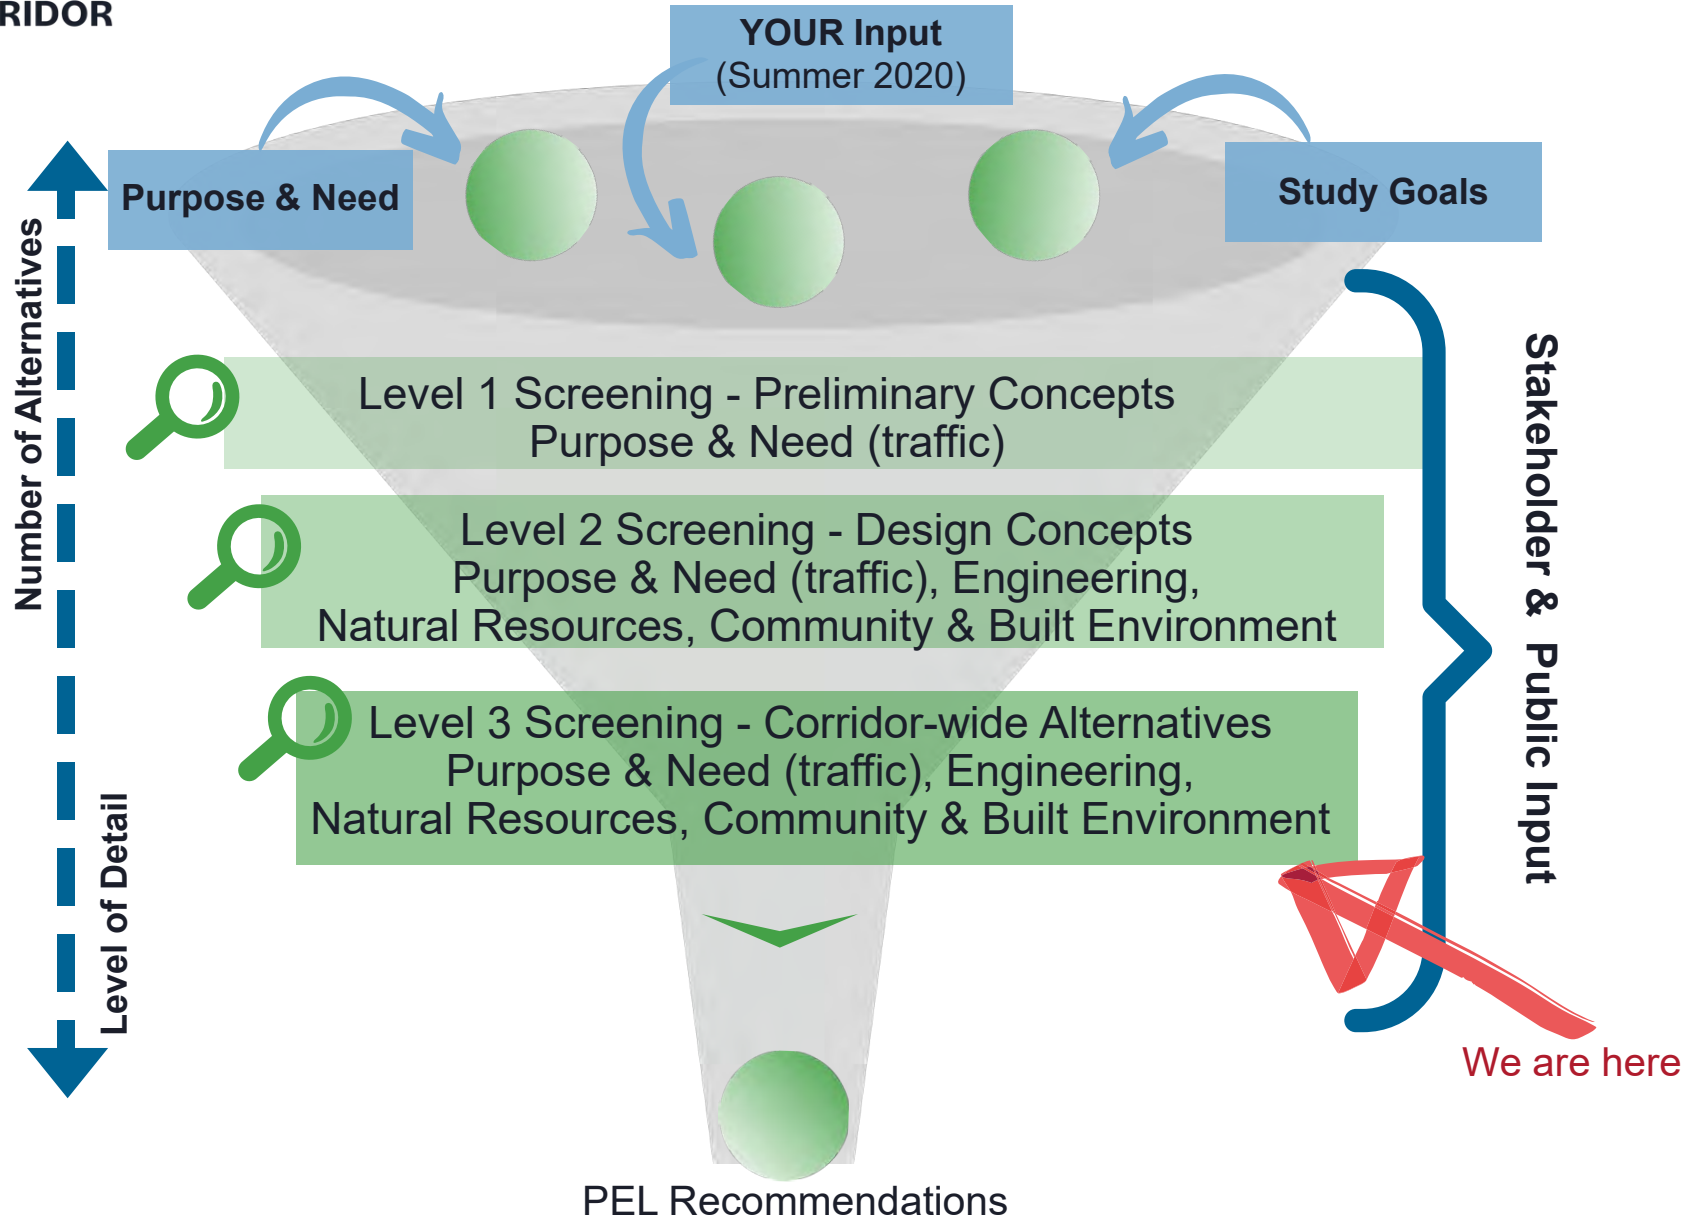 RIDOR
YOUR Input
(Summer 2020)
Purpose & Need
Study Goals
Number of Alternatives
Level of Detail
Level 1 Screening - Preliminary Concepts
Purpose & Need (traffic)
Level 2 Screening - Design Concepts
Purpose & Need (traffic), Engineering,
Natural Resources, Community & Built Environment
Level 3 Screening - Corridor-wide Alternatives
Purpose & Need (traffic), Engineering,
Natural Resources, Community & Built Environment
Stakeholder & Public Input
We are here
PEL Recommendations